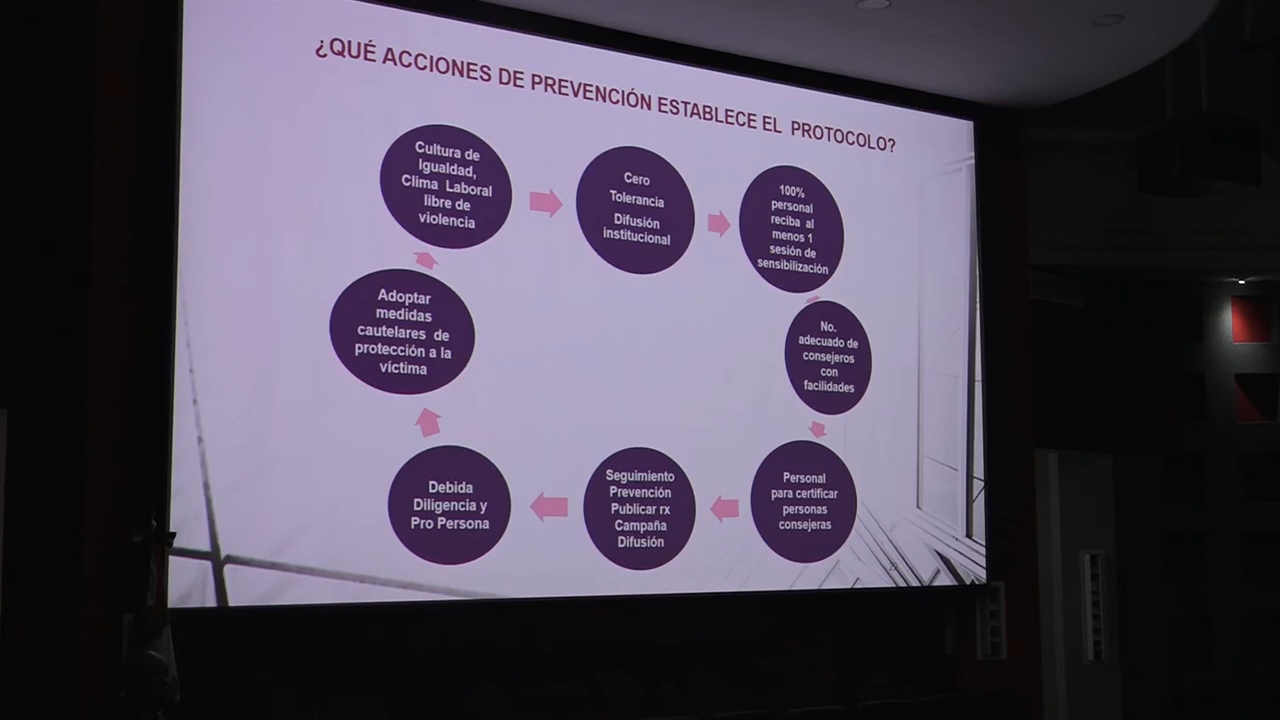 ¿QUÉ ACCIONES DE PREVENCIÓN ESTABLECE EL PROTOCOLO?
Cultura de
Igualdad,
Clima Laboral
libre de
violencia
Cero
Tolerancia
Difusión
institucional
100%
personal
reciba al
menos 1
sesión de
sensibilización
No.
adecuado de
consejeros
con
facilidades
Personal
para certificar
personas
consejeras
Seguimiento
Prevención
Publicar rx
Campaña
Difusión
Debida
Diligencia y
Pro Persona
Adoptar
medidas
cautelares de
protección a la
víctima